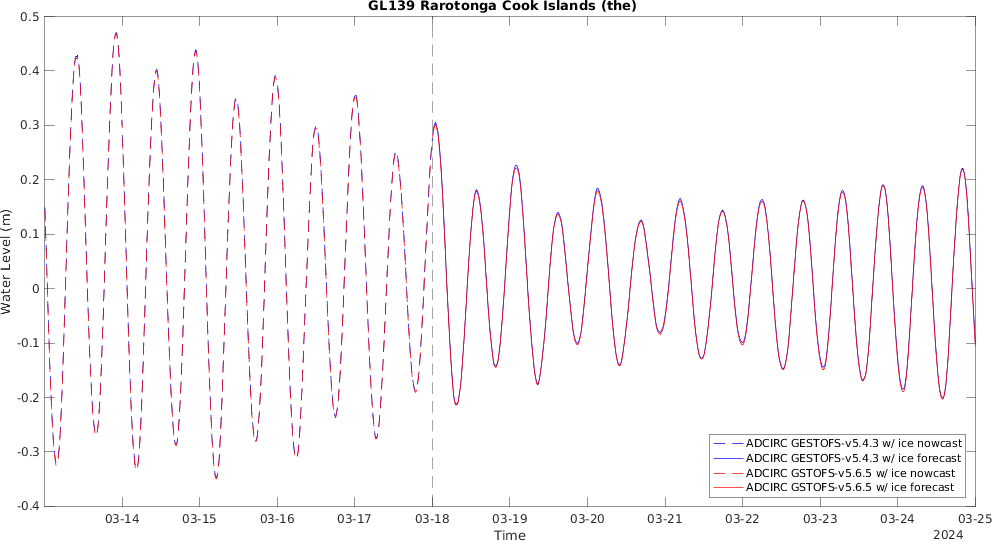 GL139 Rarotonga Cook Islands (the)
0.5
0.4
0.3
0.2
0.1
0
-0.1
-0.2
-0.3
-0.4
Water Level (m)
03-14 03-15 03-16 03-17 03-18 03-19 03-20 03-21 03-22 03-23 03-24 03-25
Time
2024
ADCIRC GESTOFS-v5.4.3 w/ ice nowcast
ADCIRC GESTOFS-v5.4.3 w/ ice forecast
ADCIRC GSTOFS-v5.6.5 w/ ice nowcast
ADCIRC GSTOFS-v5.6.5 w/ ice forecast